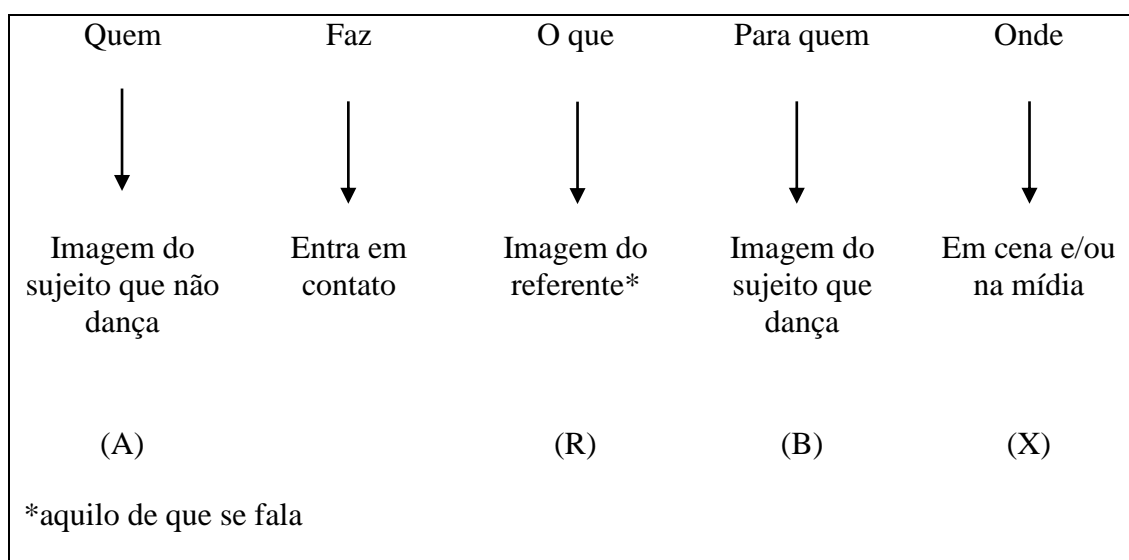 Quem Faz O que Para quem Onde
Imagem do Entra em Imagem do Imagem do Em cena e/ou
sujeito que não contato referente* sujeito que na mídia
dança dança
(A) (R) (B) (X)
*aquilo de que se fala